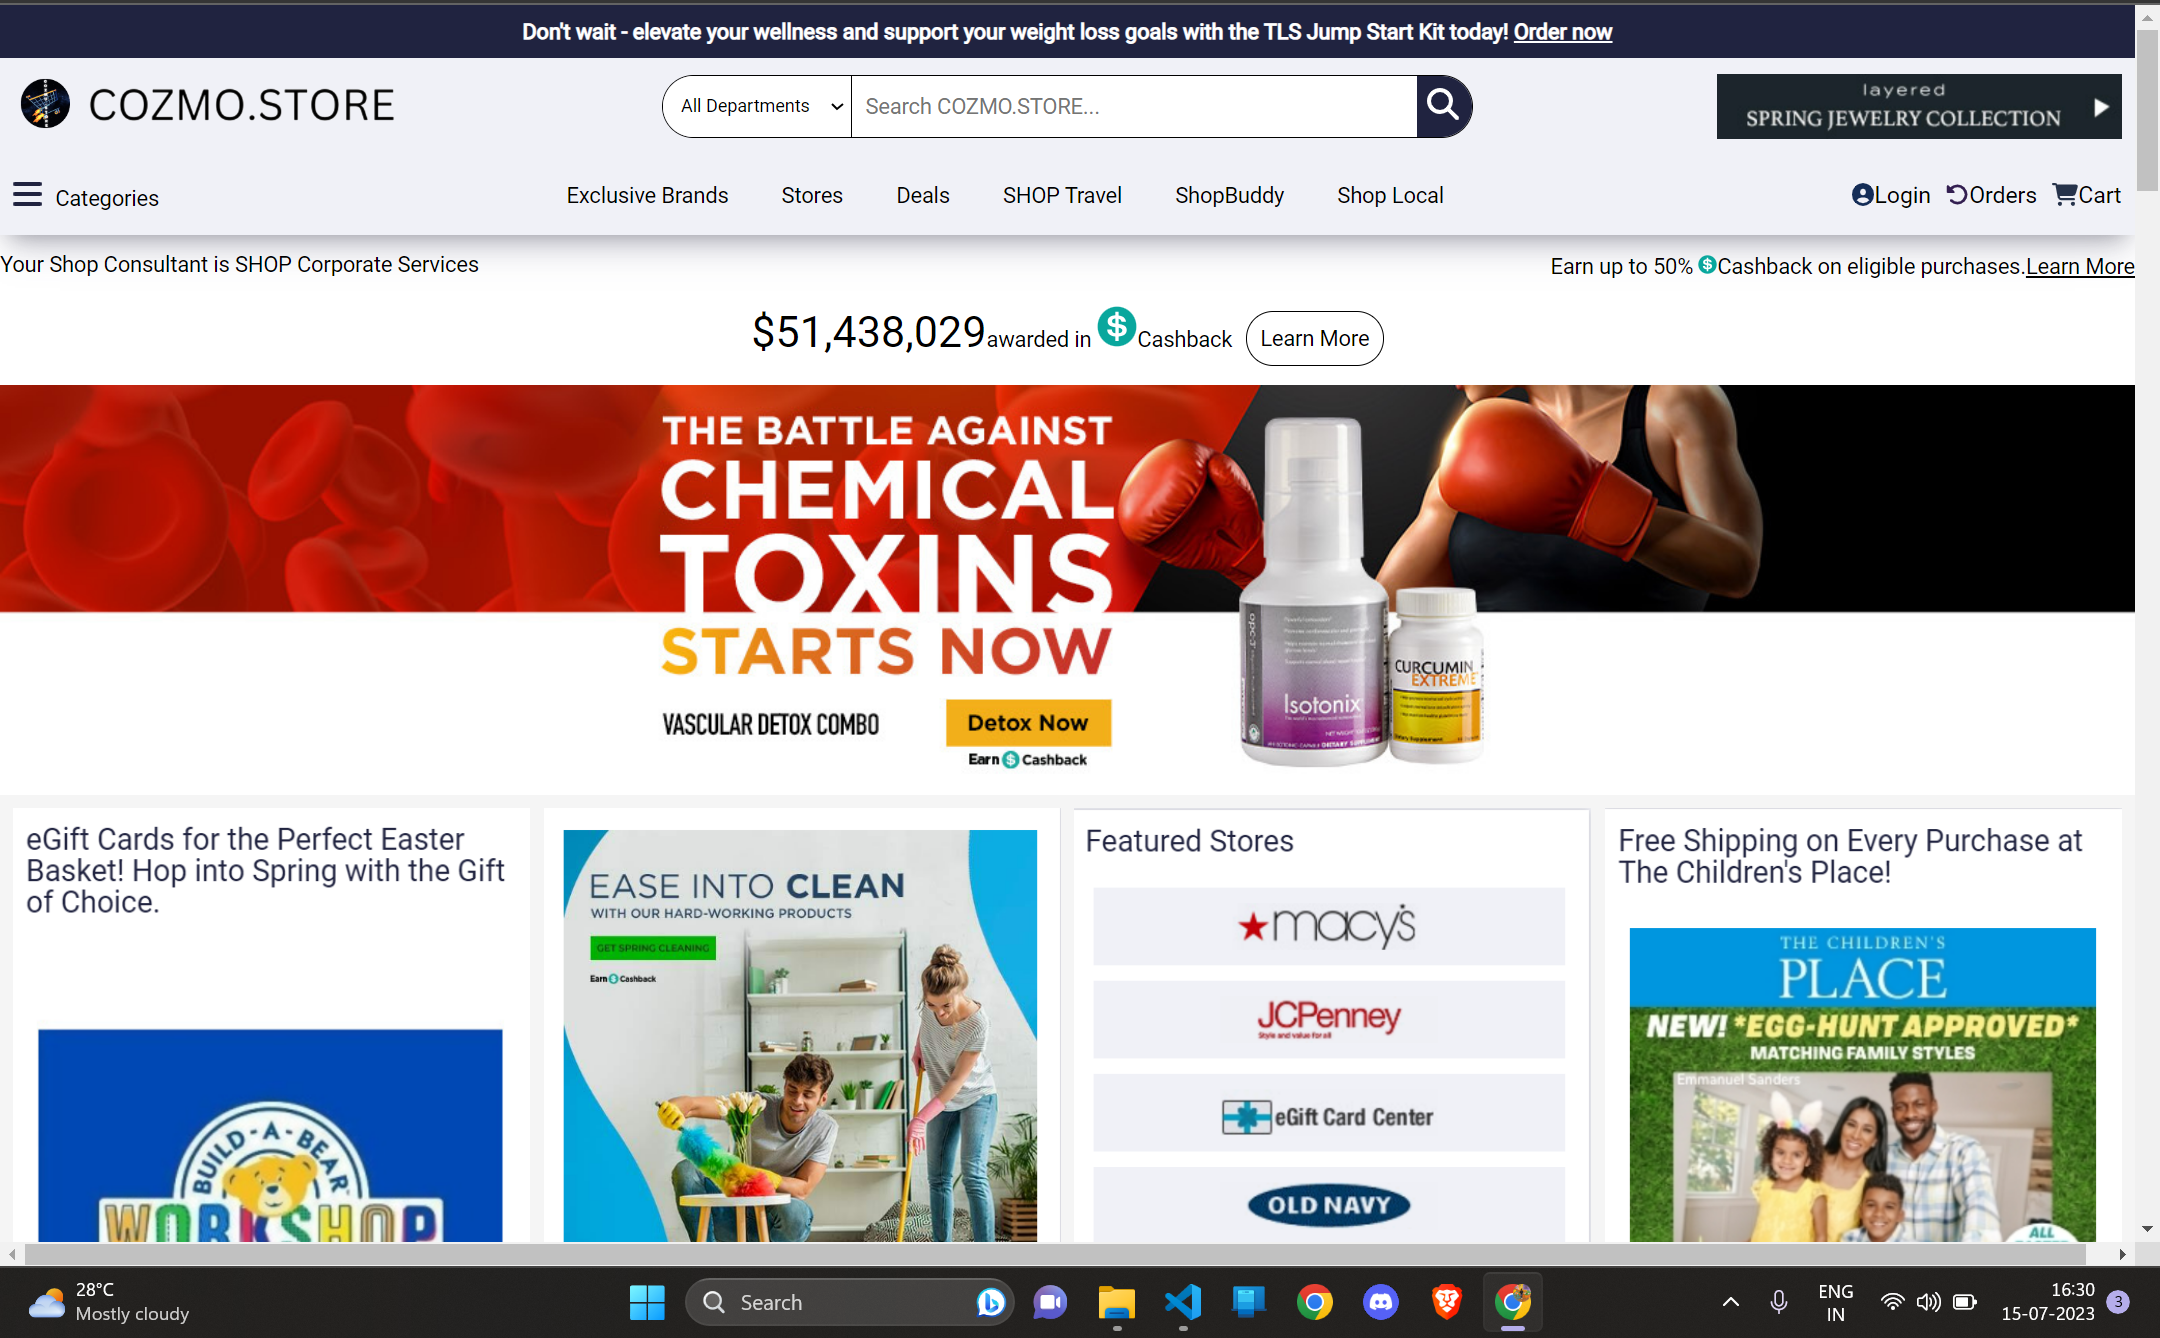 Don't wait - elevate your wellness and support your weight loss goals with the TLS Jump Start Kit today! Order now
COZMO.STORE
All Departments
Search COZMO.STORE...
layered
SPRING JEWELRY COLLECTION
Categories
Exclusive Brands
Stores
Deals
SHOP Travel
ShopBuddy
Shop Local
Login
Orders
Cart
Your Shop Consultant is SHOP Corporate Services
Earn up to 50% $Cashback on eligible purchases.Learn More
$51,438,029awarded in $Cashback
Learn More
THE BATTLE AGAINST
CHEMICAL
TOXINS
STARTS NOW
VASCULAR DETOX COMBO
Detox Now
Earn $ Cashback
opc-3
Isotonix
CURCUMIN
EXTREME
eGift Cards for the Perfect Easter
Basket! Hop into Spring with the Gift
of Choice.
BUILD-A-BEAR
WORKSHOP
EASE INTO CLEAN
WITH OUR HARD-WORKING PRODUCTS
GET SPRING CLEANING
Earn $ Cashback
Featured Stores
macy's
JCPenney
Style and value for all
eGift Card Center
OLD NAVY
Free Shipping on Every Purchase at
The Children's Place!
THE CHILDREN'S
PLACE
NEW! *EGG-HUNT APPROVED*
MATCHING FAMILY STYLES
Emmanuel Sanders
ALL
28°C
Mostly cloudy
Search
ENG
IN
16:30
15-07-2023
3